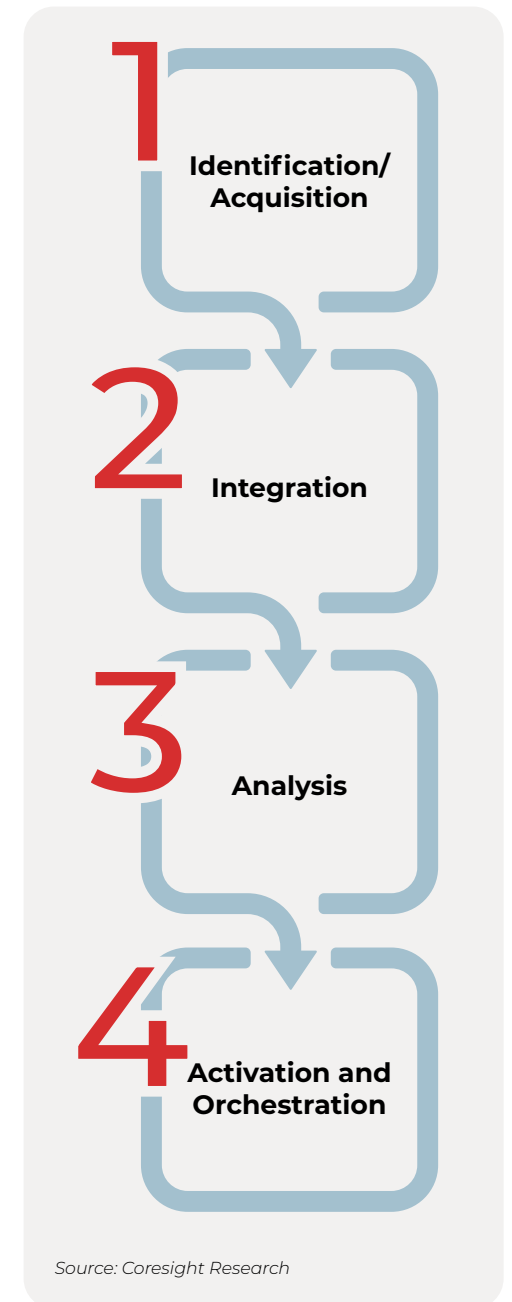 1
Identification/
Acquisition
2
Integration
3
Analysis
4
Activation and
Orchestration
Source: Coresight Research